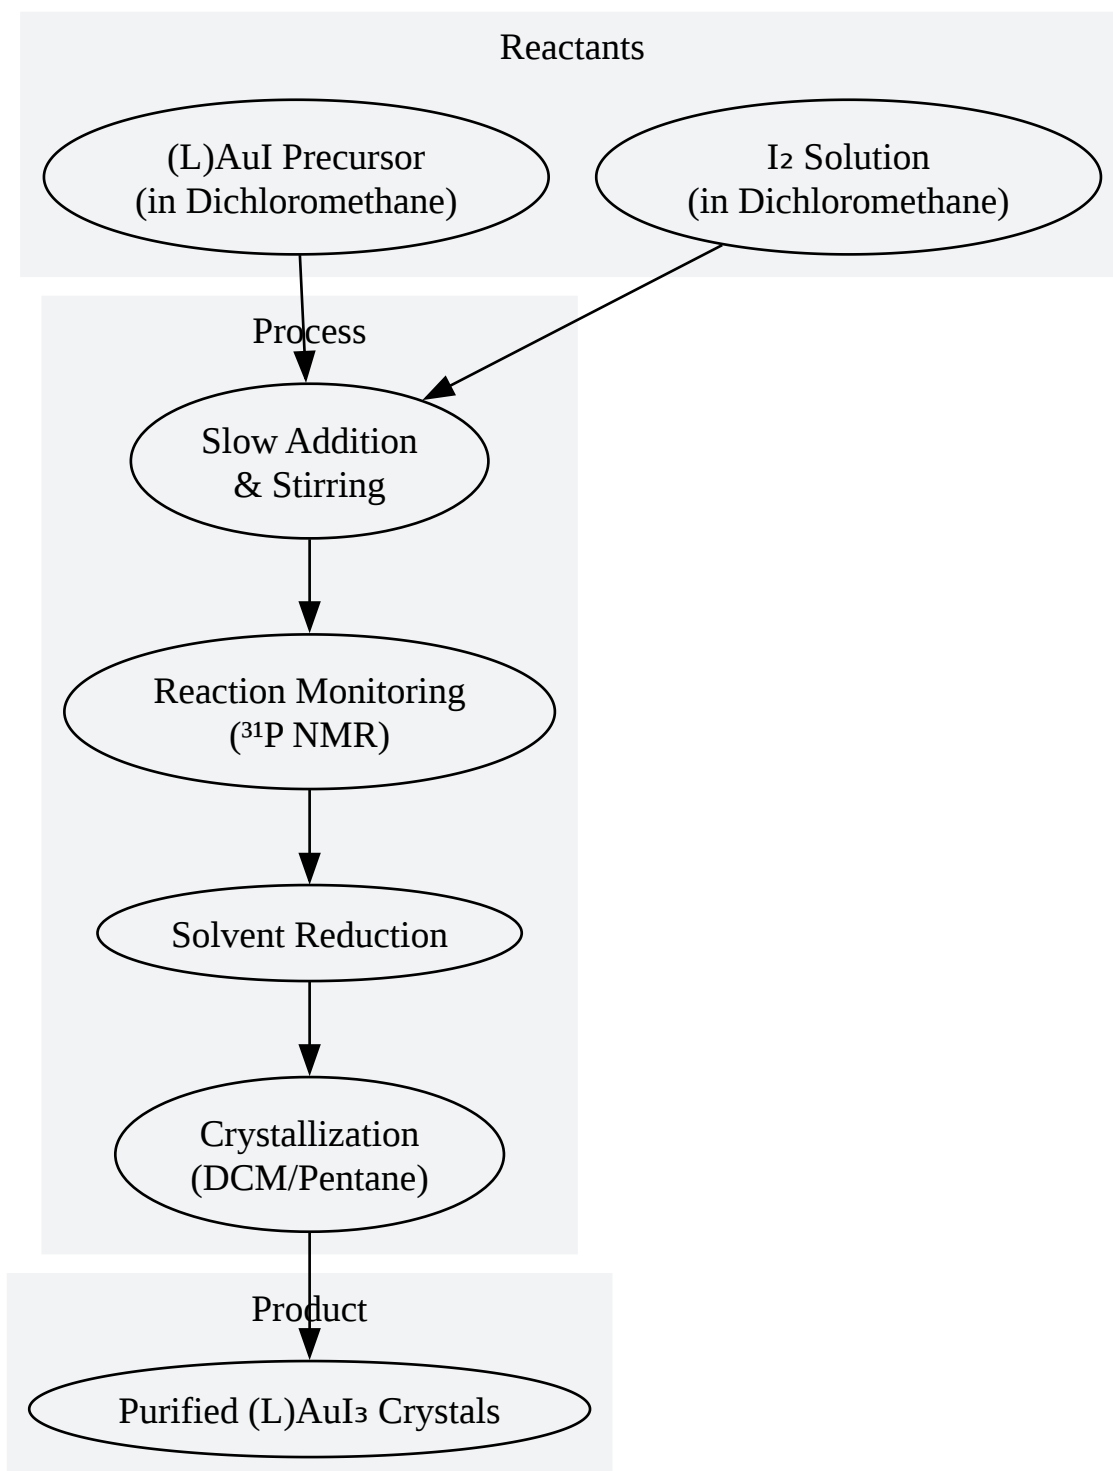 Reactants
(L)AuI Precursor
(in Dichloromethane)
I₂ Solution
(in Dichloromethane)
Process
Slow Addition
& Stirring
Reaction Monitoring
(³¹P NMR)
Solvent Reduction
Crystallization
(DCM/Pentane)
Product
Purified (L)AuI₃ Crystals